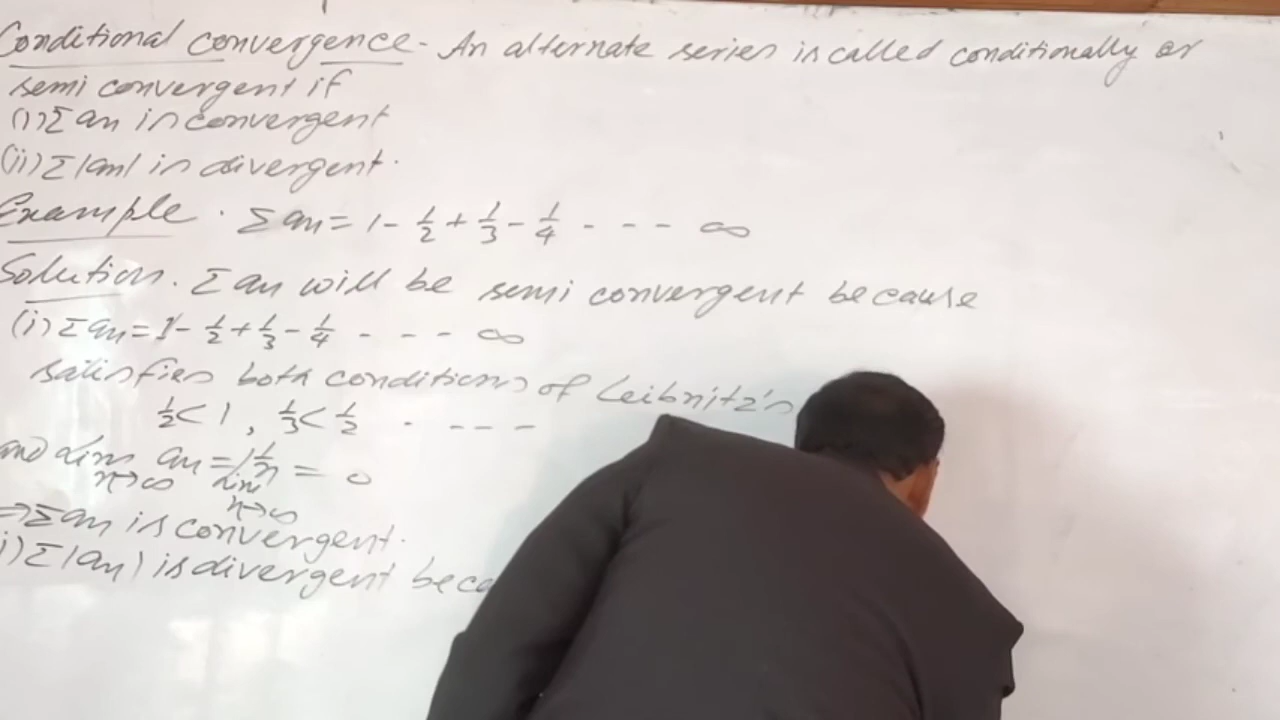 Conditional convergence - An alternate series is called conditionally or
semi convergent if
(i) Σ an is convergent
(ii) Σ |an| is divergent.
Example . Σ an = 1 - 1/2 + 1/3 - 1/4 - - - - ∞
Solution. Σ an will be semi convergent because
(i) Σ an = 1 - 1/2 + 1/3 - 1/4 - - - - ∞
satisfies both conditions of Leibnitz's
1/2 < 1 , 1/3 < 1/2 . - - - -
and Lim n→∞ an = Lim n→∞ 1/n = 0
⇒ Σ an is convergent.
i) Σ |an| is divergent beca